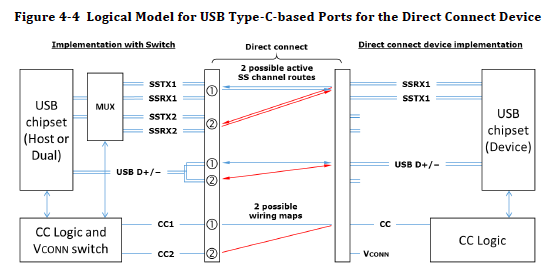 Figure 4-4 Logical Model for USB Type-C-based Ports for the Direct Connect Device
Implementation with Switch
Direct connect
Direct connect device implementation
2 possible active
SS channel routes
USB
chipset
(Host or
Dual)
MUX
SSTX1
SSRX1
SSTX2
SSRX2
1
2
SSRX1
SSTX1
USB
chipset
(Device)
USB D+/−
1
2
USB D+/−
2 possible
wiring maps
CC Logic and
VCONN switch
CC1
CC2
1
2
CC
VCONN
CC Logic